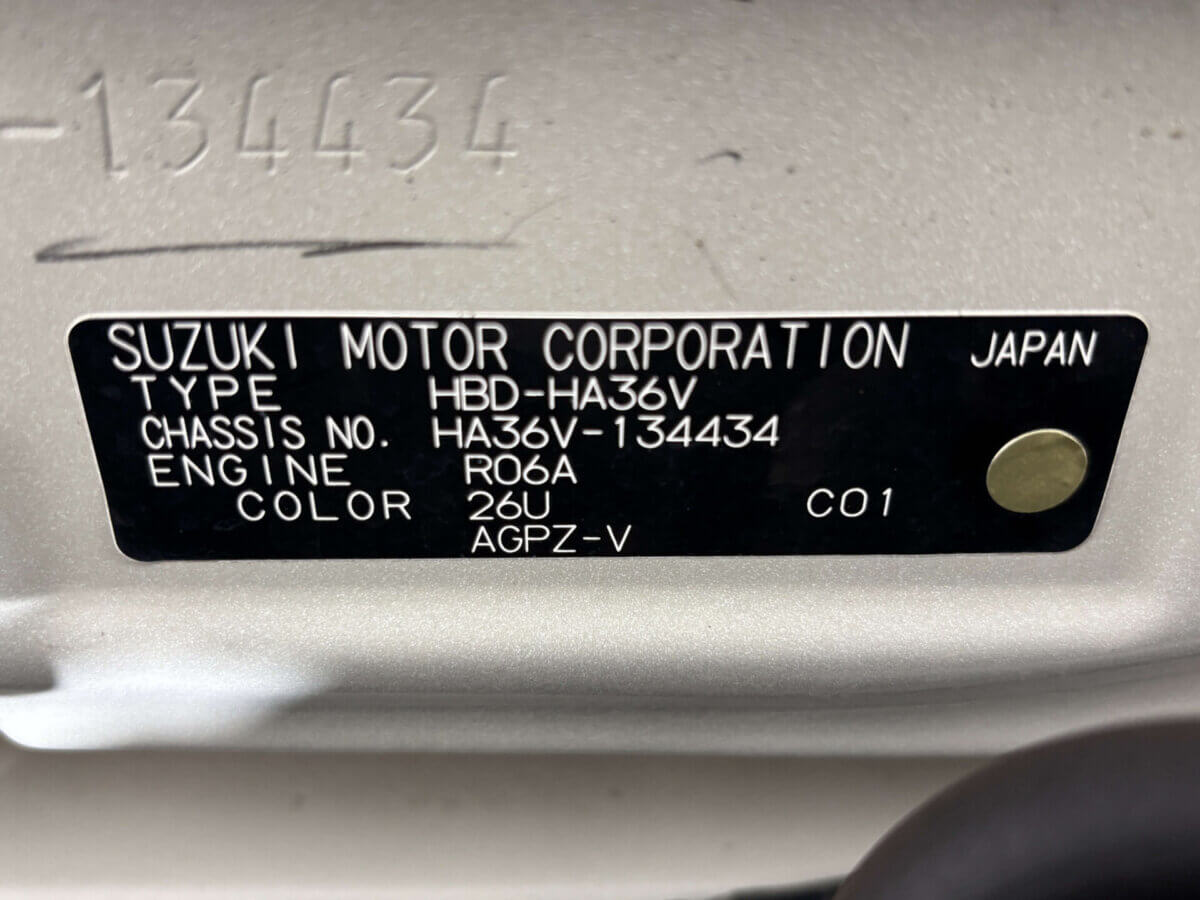 -134434
SUZUKI MOTOR CORPORATION JAPAN
TYPE HBD-HA36V
CHASSIS NO. HA36V-134434
ENGINE R06A
COLOR 26U C01
AGPZ-V